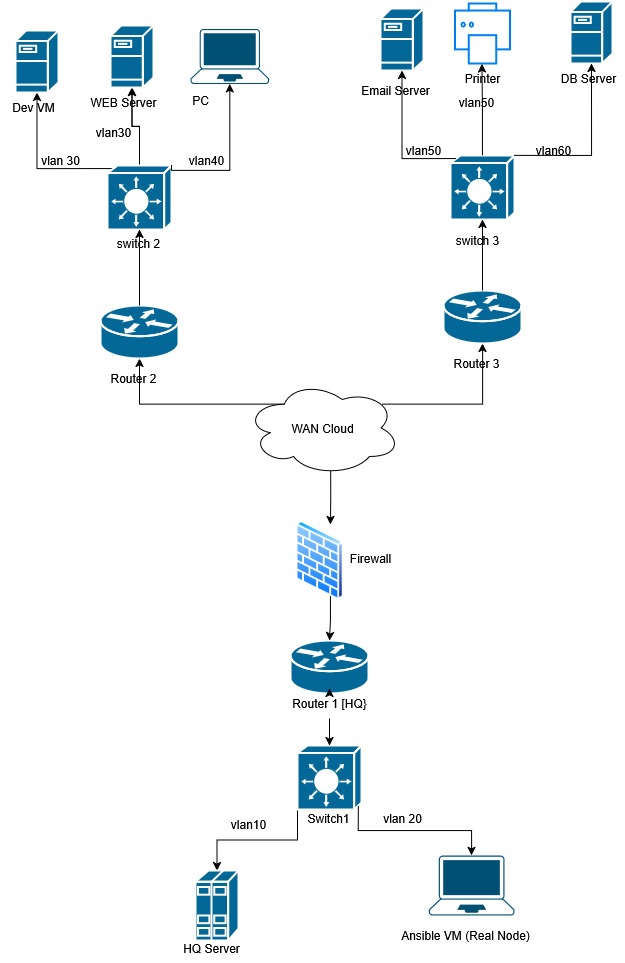 Dev VM
WEB Server
PC
Email Server
Printer
DB Server
vlan 30
vlan30
vlan40
vlan50
vlan50
vlan60
switch 2
switch 3
Router 2
Router 3
WAN Cloud
Firewall
Router 1 [HQ}
Switch1
vlan10
vlan 20
HQ Server
Ansible VM (Real Node)